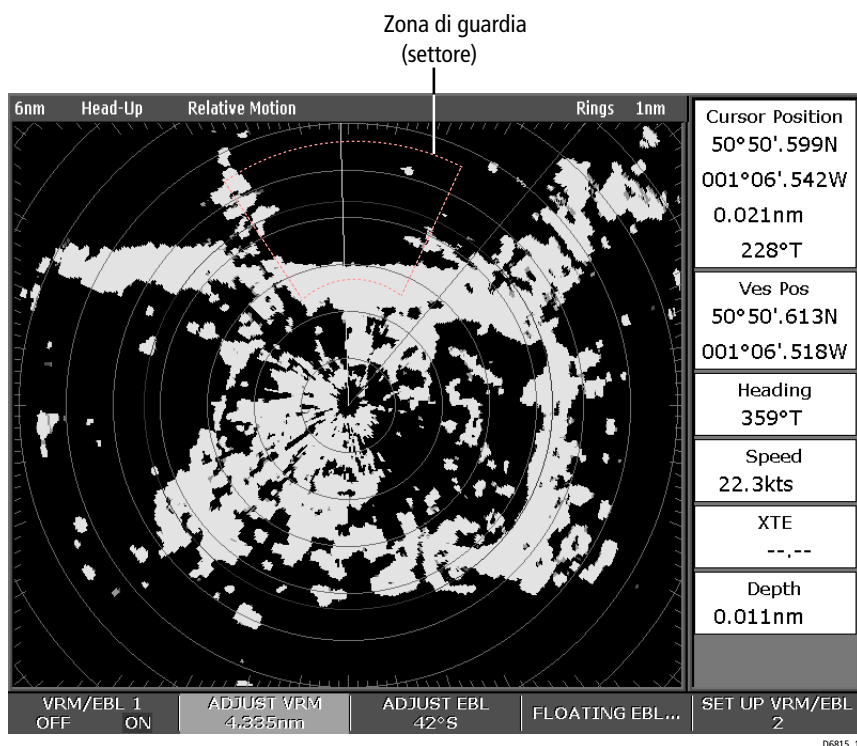 Zona di guardia
(settore)
6nm Head-Up Relative Motion Rings 1nm
Cursor Position
50°50'.599N
001°06'.542W
0.021nm
228°T
Ves Pos
50°50'.613N
001°06'.518W
Heading
359°T
Speed
22.3kts
XTE
--.--
Depth
0.011nm
VRM/EBL 1
OFF ON
ADJUST VRM
4.335nm
ADJUST EBL
42°S
FLOATING EBL...
SET UP VRM/EBL
2
D6815_1